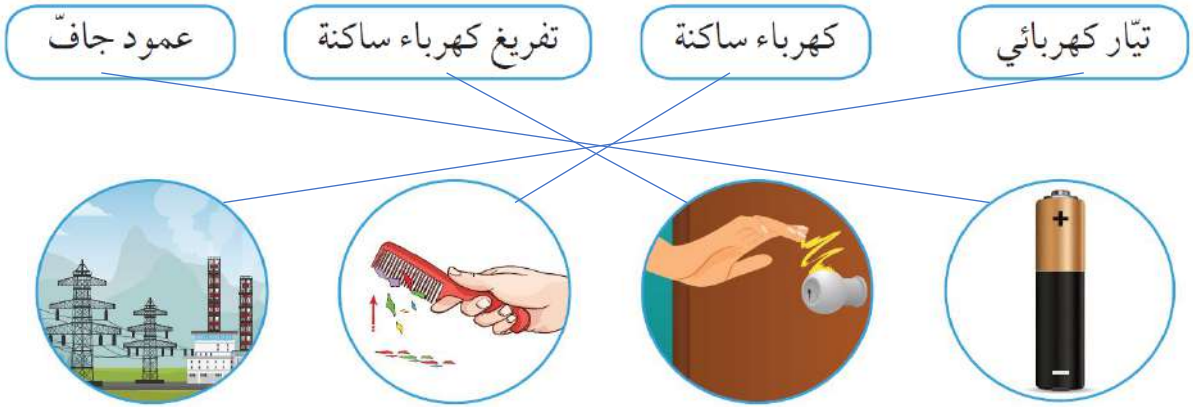 تيّار كهربائي
كهرباء ساكنة
تفريغ كهرباء ساكنة
عمود جافّ
+
−